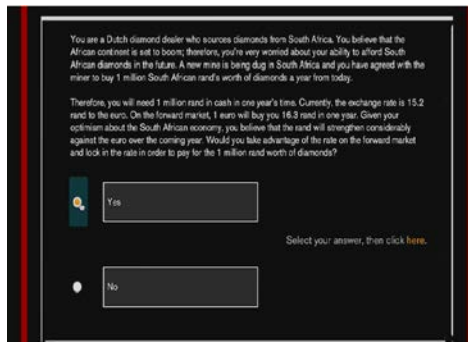 You are a Dutch diamond dealer who sources diamonds from South Africa. You believe that the
African continent is set to boom; therefore, you're very worried about your ability to afford South
African diamonds in the future. A new mine is being dug in South Africa and you have agreed with the
miner to buy 1 million South African rand's worth of diamonds a year from today.
Therefore, you will need 1 million rand in cash in one year's time. Currently, the exchange rate is 15.2
rand to the euro. On the forward market, 1 euro will buy you 16.3 rand in one year. Given your
optimism about the South African economy, you believe that the rand will strengthen considerably
against the euro over the coming year. Would you take advantage of the rate on the forward market
and lock in the rate in order to pay for the 1 million rand worth of diamonds?
Yes
Select your answer, then click here.
No